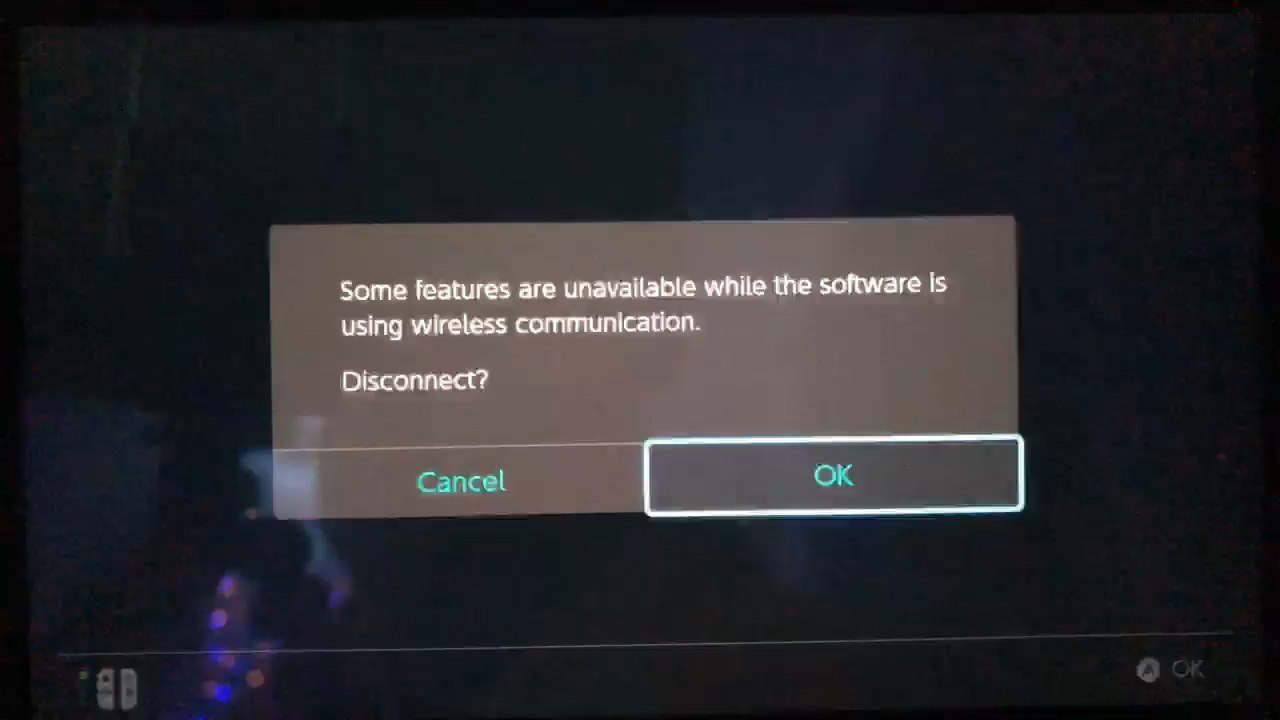 Some features are unavailable while the software is
using wireless communication.
Disconnect?
Cancel
OK
A OK